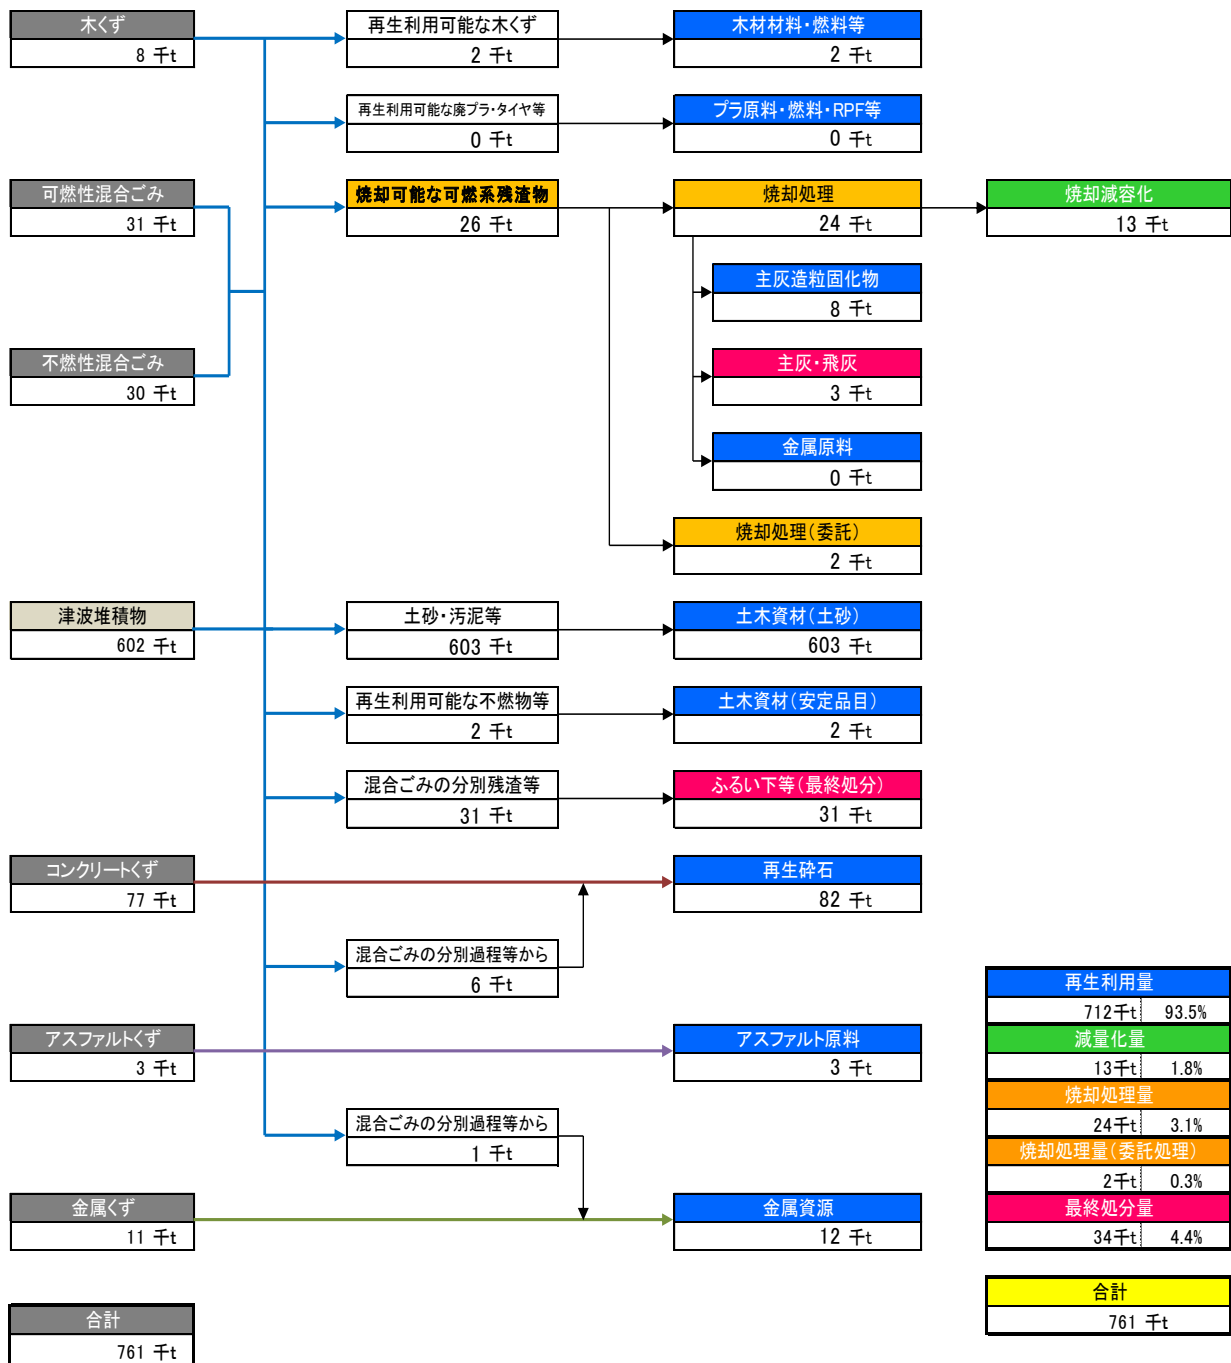 木くず
8 千t
再生利用可能な木くず
2 千t
木材材料・燃料等
2 千t
再生利用可能な廃プラ・タイヤ等
0 千t
プラ原料・燃料・RPF等
0 千t
可燃性混合ごみ
31 千t
焼却可能な可燃系残渣物
26 千t
焼却処理
24 千t
焼却減容化
13 千t
主灰造粒固化物
8 千t
不燃性混合ごみ
30 千t
主灰・飛灰
3 千t
金属原料
0 千t
焼却処理(委託)
2 千t
津波堆積物
602 千t
土砂・汚泥等
603 千t
土木資材(土砂)
603 千t
再生利用可能な不燃物等
2 千t
土木資材(安定品目)
2 千t
混合ごみの分別残渣等
31 千t
ふるい下等(最終処分)
31 千t
コンクリートくず
77 千t
再生砕石
82 千t
混合ごみの分別過程等から
6 千t
アスファルトくず
3 千t
アスファルト原料
3 千t
混合ごみの分別過程等から
1 千t
金属くず
11 千t
金属資源
12 千t
再生利用量
712千t 93.5%
減量化量
13千t 1.8%
焼却処理量
24千t 3.1%
焼却処理量(委託処理)
2千t 0.3%
最終処分量
34千t 4.4%
合計
761 千t
合計
761 千t